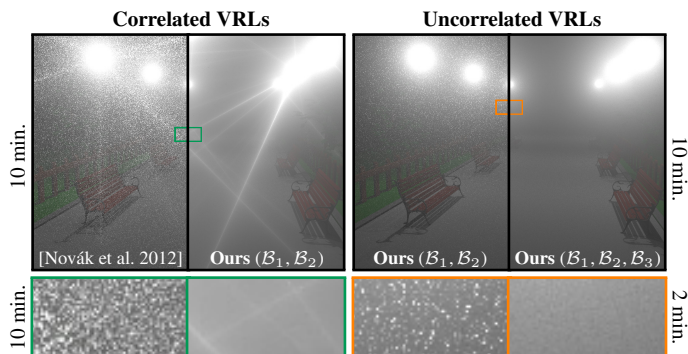 Correlated VRLs
Uncorrelated VRLs
10 min.
[Novák et al. 2012]
Ours (ℬ₁, ℬ₂)
Ours (ℬ₁, ℬ₂)
Ours (ℬ₁, ℬ₂, ℬ₃)
10 min.
10 min.
2 min.